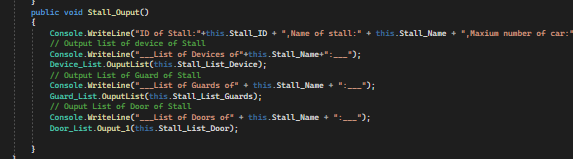 }
public void Stall_Ouput()
{
Console.WriteLine("ID of Stall:"+this.Stall_ID + ",Name of stall:" + this.Stall_Name + ",Maxium number of car:"
// Output list of device of Stall
Console.WriteLine("___List of Devices of"+this.Stall_Name+":___");
Device_List.OuputList(this.Stall_List_Device);
// Output List of Guard of Stall
Console.WriteLine("___List of Guards of" + this.Stall_Name + ":___");
Guard_List.OuputList(this.Stall_List_Guards);
// Ouput List of Door of Stall
Console.WriteLine("___List of Doors of" + this.Stall_Name + ":___");
Door_List.Ouput_1(this.Stall_List_Door);
}